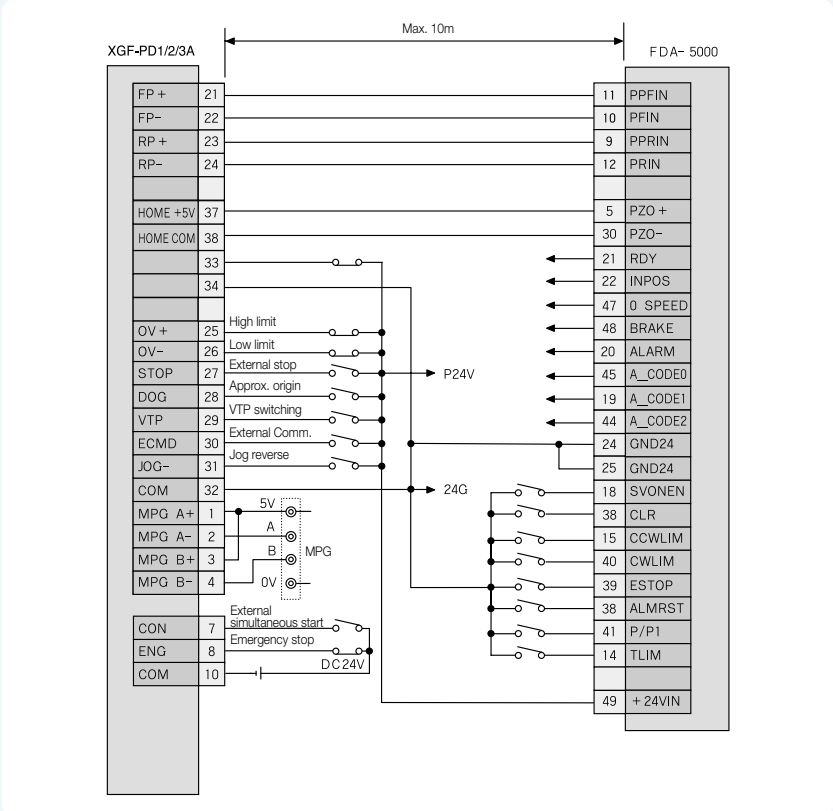 Max. 10m
XGF-PD1/2/3A
FDA- 5000
FP + 21
FP- 22
RP + 23
RP- 24
HOME +5V 37
HOME COM 38
33
34
OV + 25 High limit
OV- 26 Low limit
STOP 27 External stop
DOG 28 Approx. origin
VTP 29 VTP switching
ECMD 30 External Comm.
JOG- 31 Jog reverse
COM 32
MPG A+ 1 5V
MPG A- 2 A
MPG B+ 3 B
MPG B- 4 0V
MPG
CON 7 External
simultaneous start
ENG 8 Emergency stop
COM 10 DC24V
P24V
24G
11 PPFIN
10 PFIN
9 PPRIN
12 PRIN
5 PZO +
30 PZO-
21 RDY
22 INPOS
47 0 SPEED
48 BRAKE
20 ALARM
45 A_CODE0
19 A_CODE1
44 A_CODE2
24 GND24
25 GND24
18 SVONEN
38 CLR
15 CCWLIM
40 CWLIM
39 ESTOP
38 ALMRST
41 P/P1
14 TLIM
49 +24VIN